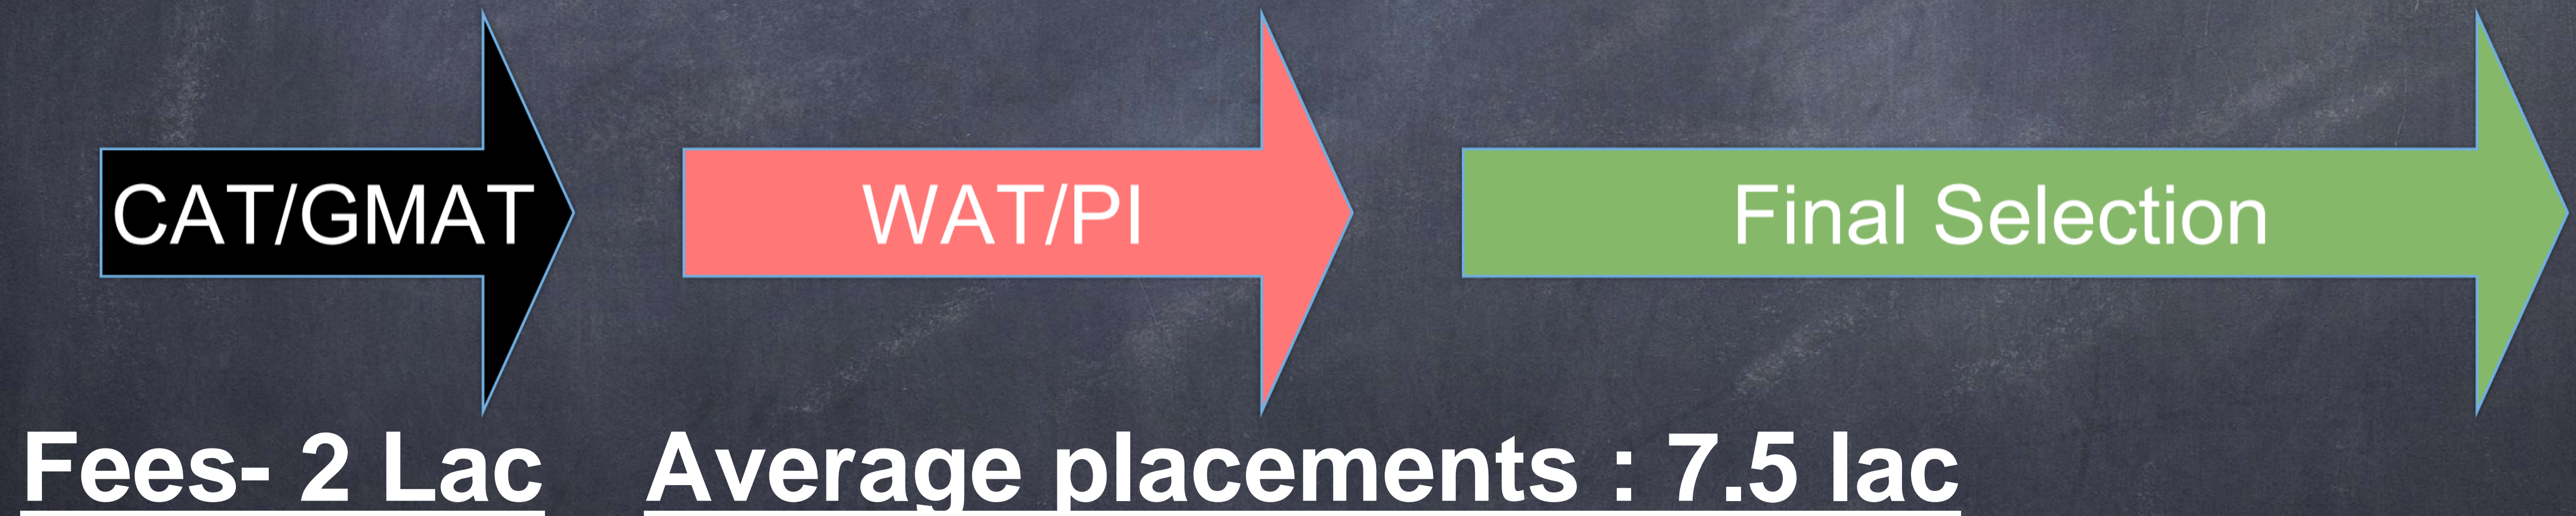 CAT/GMAT WAT/PI Final Selection
Fees- 2 Lac Average placements : 7.5 lac